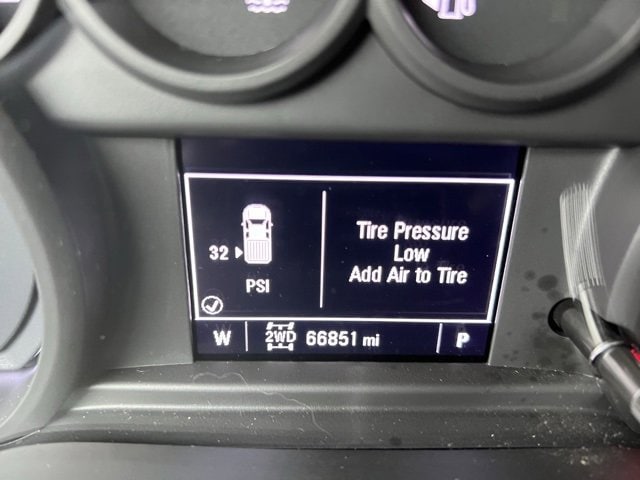 32
PSI
Tire Pressure
Low
Add Air to Tire
W 2WD 66851 mi P